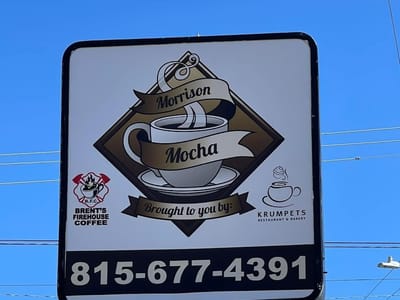 Morrison
Mocha
Brought to you by:
B.F.C.
BRENT'S
FIREHOUSE
COFFEE
KRUMPETS
RESTAURANT & BAKERY
815-677-4391